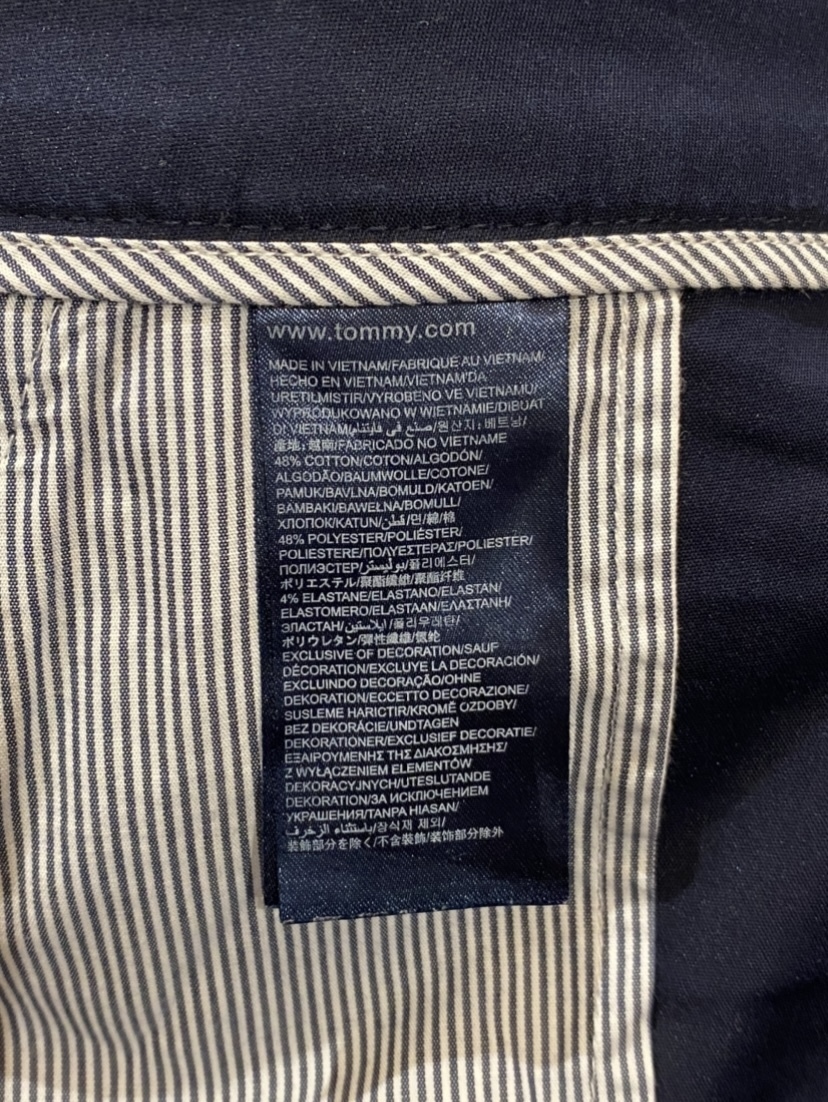 www.tommy.com
MADE IN VIETNAM/FABRIQUÉ AU VIETNAM/
HECHO EN VIETNAM/VIETNAM'DA
ÜRETİLMİSTİR/VYROBENO VE VIETNAMU/
WYPRODUKOWANO W WIETNAMIE/DIBUAT
DI VIETNAM/صنع في فايتنام/원산지: 베트남/
産地: 越南/FABRICADO NO VIETNAME
48% COTTON/COTON/ALGODÓN/
ALGODÃO/BAUMWOLLE/COTONE/
PAMUK/BAVLNA/BOMULD/KATOEN/
BAMBAKI/BAWEŁNA/BOMULL/
ХЛОПОК/KATUN/قطن/면/綿/棉
48% POLYESTER/POLIÉSTER/
POLIESTERE/ΠΟΛΥΕΣΤΕΡΑΣ/POLIESTER/
ПОЛИЭСТЕР/بوليستر/폴리에스터/
ポリエステル/聚酯纖維/聚酯纤维
4% ELASTANE/ELASTANO/ELASTAN/
ELASTOMERO/ELASTAAN/ΕΛΑΣΤΑΝΗ/
ЭЛАСТАН/ايلاستين/폴리우레탄/
ポリウレタン/彈性纖維/氨纶
EXCLUSIVE OF DECORATION/SAUF
DÉCORATION/EXCLUYE LA DECORACIÓN/
EXCLUINDO DECORAÇÃO/OHNE
DEKORATION/ECCETTO DECORAZIONE/
SUSLEME HARICTIR/KROMĚ OZDOBY/
BEZ DEKORÁCIE/UNDTAGEN
DEKORATIONER/EXCLUSIEF DECORATIE/
ΕΞΑΙΡΟΥΜΕΝΗΣ ΤΗΣ ΔΙΑΚΟΣΜΗΣΗΣ/
Z WYŁĄCZENIEM ELEMENTÓW
DEKORACYJNYCH/UTESLUTANDE
DEKORATION/ЗА ИСКЛЮЧЕНИЕМ
УКРАШЕНИЯ/TANPA HIASAN/
باستثناء الزخرف/장식재 제외/
装飾部分を除く/不含裝飾/装饰部分除外